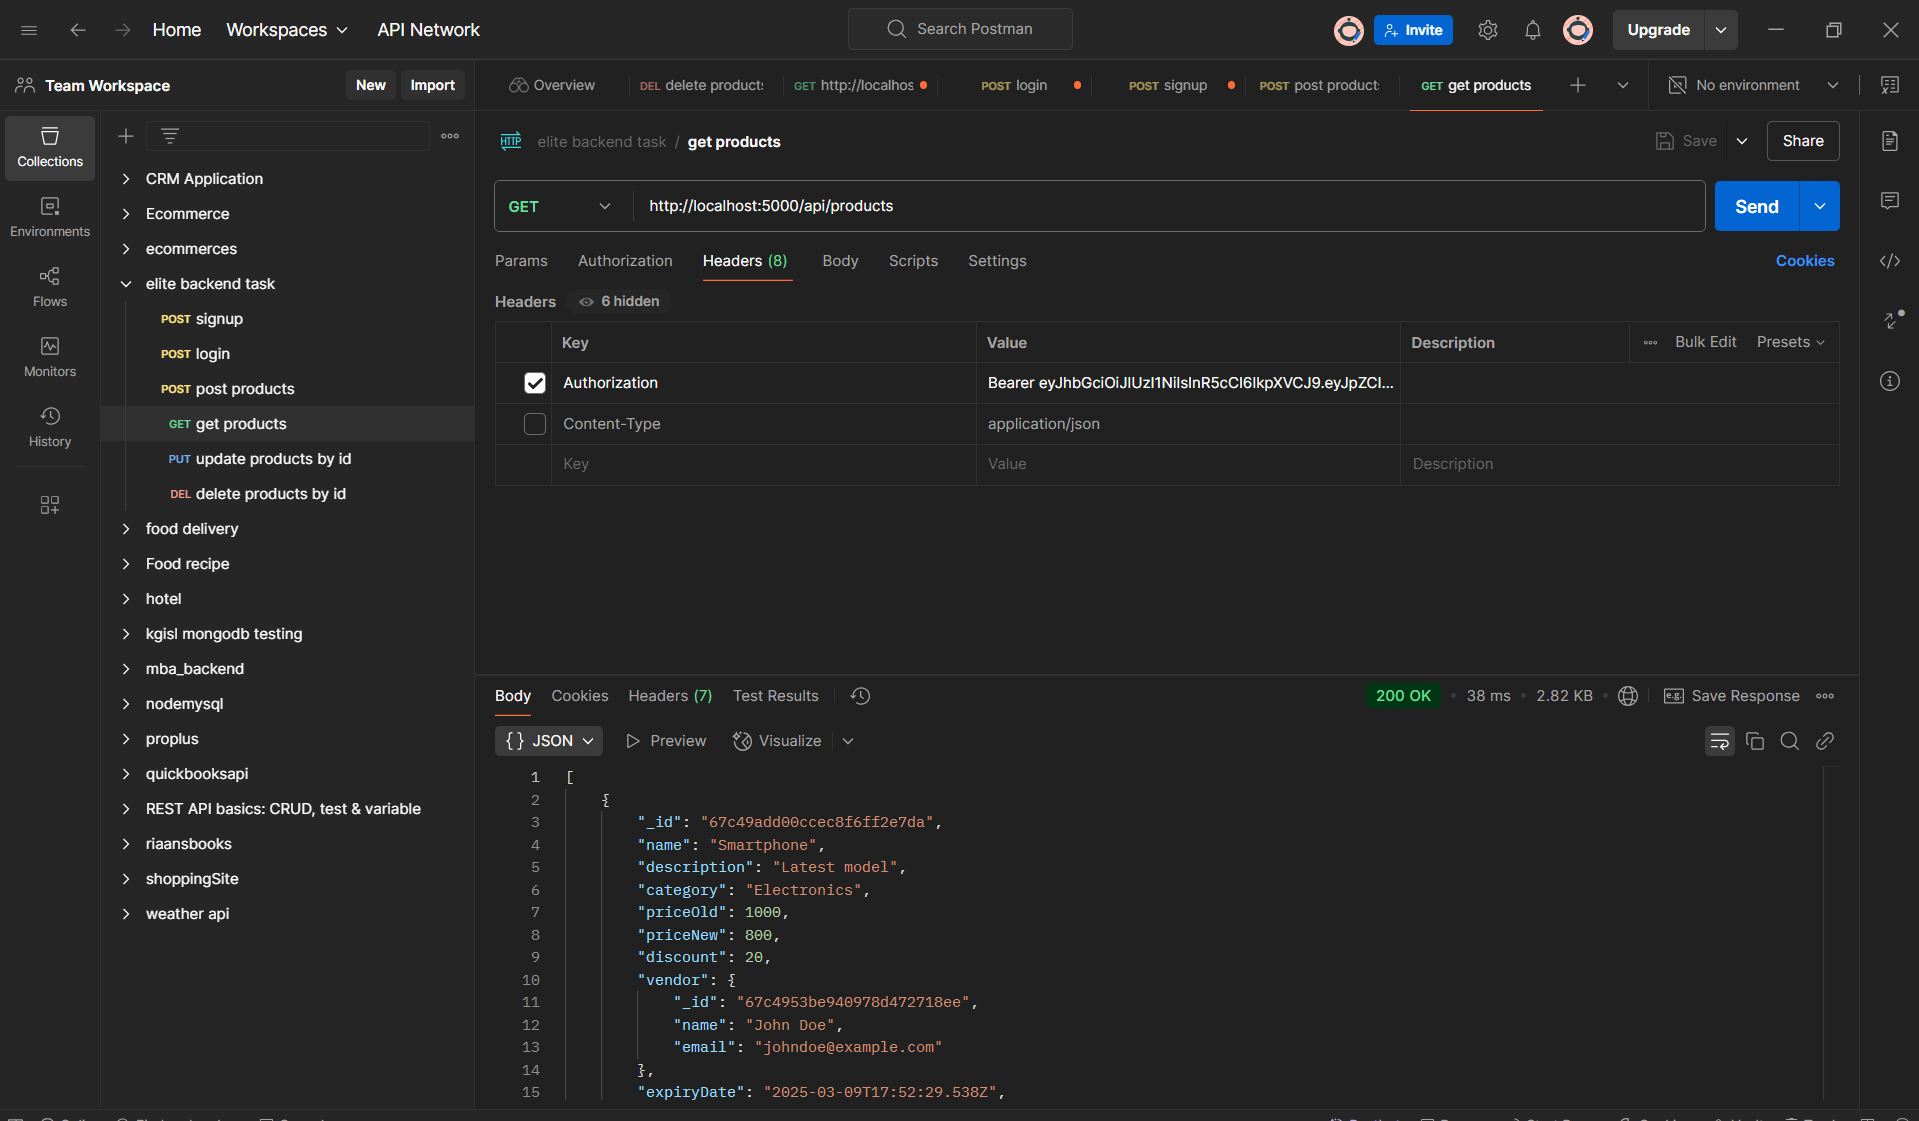 Home Workspaces API Network Search Postman Invite Upgrade
Team Workspace New Import
Overview DEL delete product: GET http://localhos POST login POST signup POST post product: GET get products No environment
Collections
Environments
Flows
Monitors
History
CRM Application
Ecommerce
ecommerces
elite backend task
POST signup
POST login
POST post products
GET get products
PUT update products by id
DEL delete products by id
food delivery
Food recipe
hotel
kgisl mongodb testing
mba_backend
nodemysql
proplus
quickbooksapi
REST API basics: CRUD, test & variable
riaansbooks
shoppingSite
weather api
HTTP elite backend task / get products Save Share
GET http://localhost:5000/api/products Send
Params Authorization Headers (8) Body Scripts Settings Cookies
Headers 6 hidden
Key Value Description Bulk Edit Presets
Authorization Bearer eyJhbGciOiJIUzI1NiIsInR5cCI6IkpXVCJ9.eyJpZCI...
Content-Type application/json
Key Value Description
Body Cookies Headers (7) Test Results 200 OK • 38 ms • 2.82 KB • e.g. Save Response
{} JSON Preview Visualize
1 [
2 {
3 "_id": "67c49add00ccec8f6ff2e7da",
4 "name": "Smartphone",
5 "description": "Latest model",
6 "category": "Electronics",
7 "priceOld": 1000,
8 "priceNew": 800,
9 "discount": 20,
10 "vendor": {
11 "_id": "67c4953be940978d472718ee",
12 "name": "John Doe",
13 "email": "johndoe@example.com"
14 },
15 "expiryDate": "2025-03-09T17:52:29.538Z",